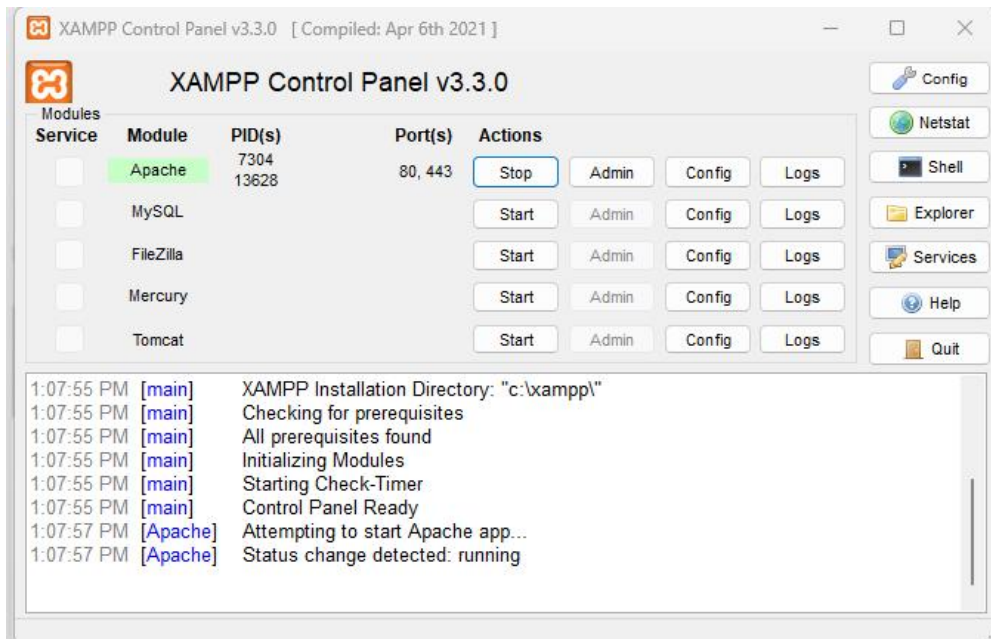 XAMPP Control Panel v3.3.0 [ Compiled: Apr 6th 2021 ]
XAMPP Control Panel v3.3.0
Config
Netstat
Shell
Explorer
Services
Help
Quit
Modules
Service Module PID(s) Port(s) Actions
Apache 7304 13628 80, 443 Stop Admin Config Logs
MySQL Start Admin Config Logs
FileZilla Start Admin Config Logs
Mercury Start Admin Config Logs
Tomcat Start Admin Config Logs
1:07:55 PM [main] XAMPP Installation Directory: "c:\xampp\"
1:07:55 PM [main] Checking for prerequisites
1:07:55 PM [main] All prerequisites found
1:07:55 PM [main] Initializing Modules
1:07:55 PM [main] Starting Check-Timer
1:07:55 PM [main] Control Panel Ready
1:07:57 PM [Apache] Attempting to start Apache app...
1:07:57 PM [Apache] Status change detected: running